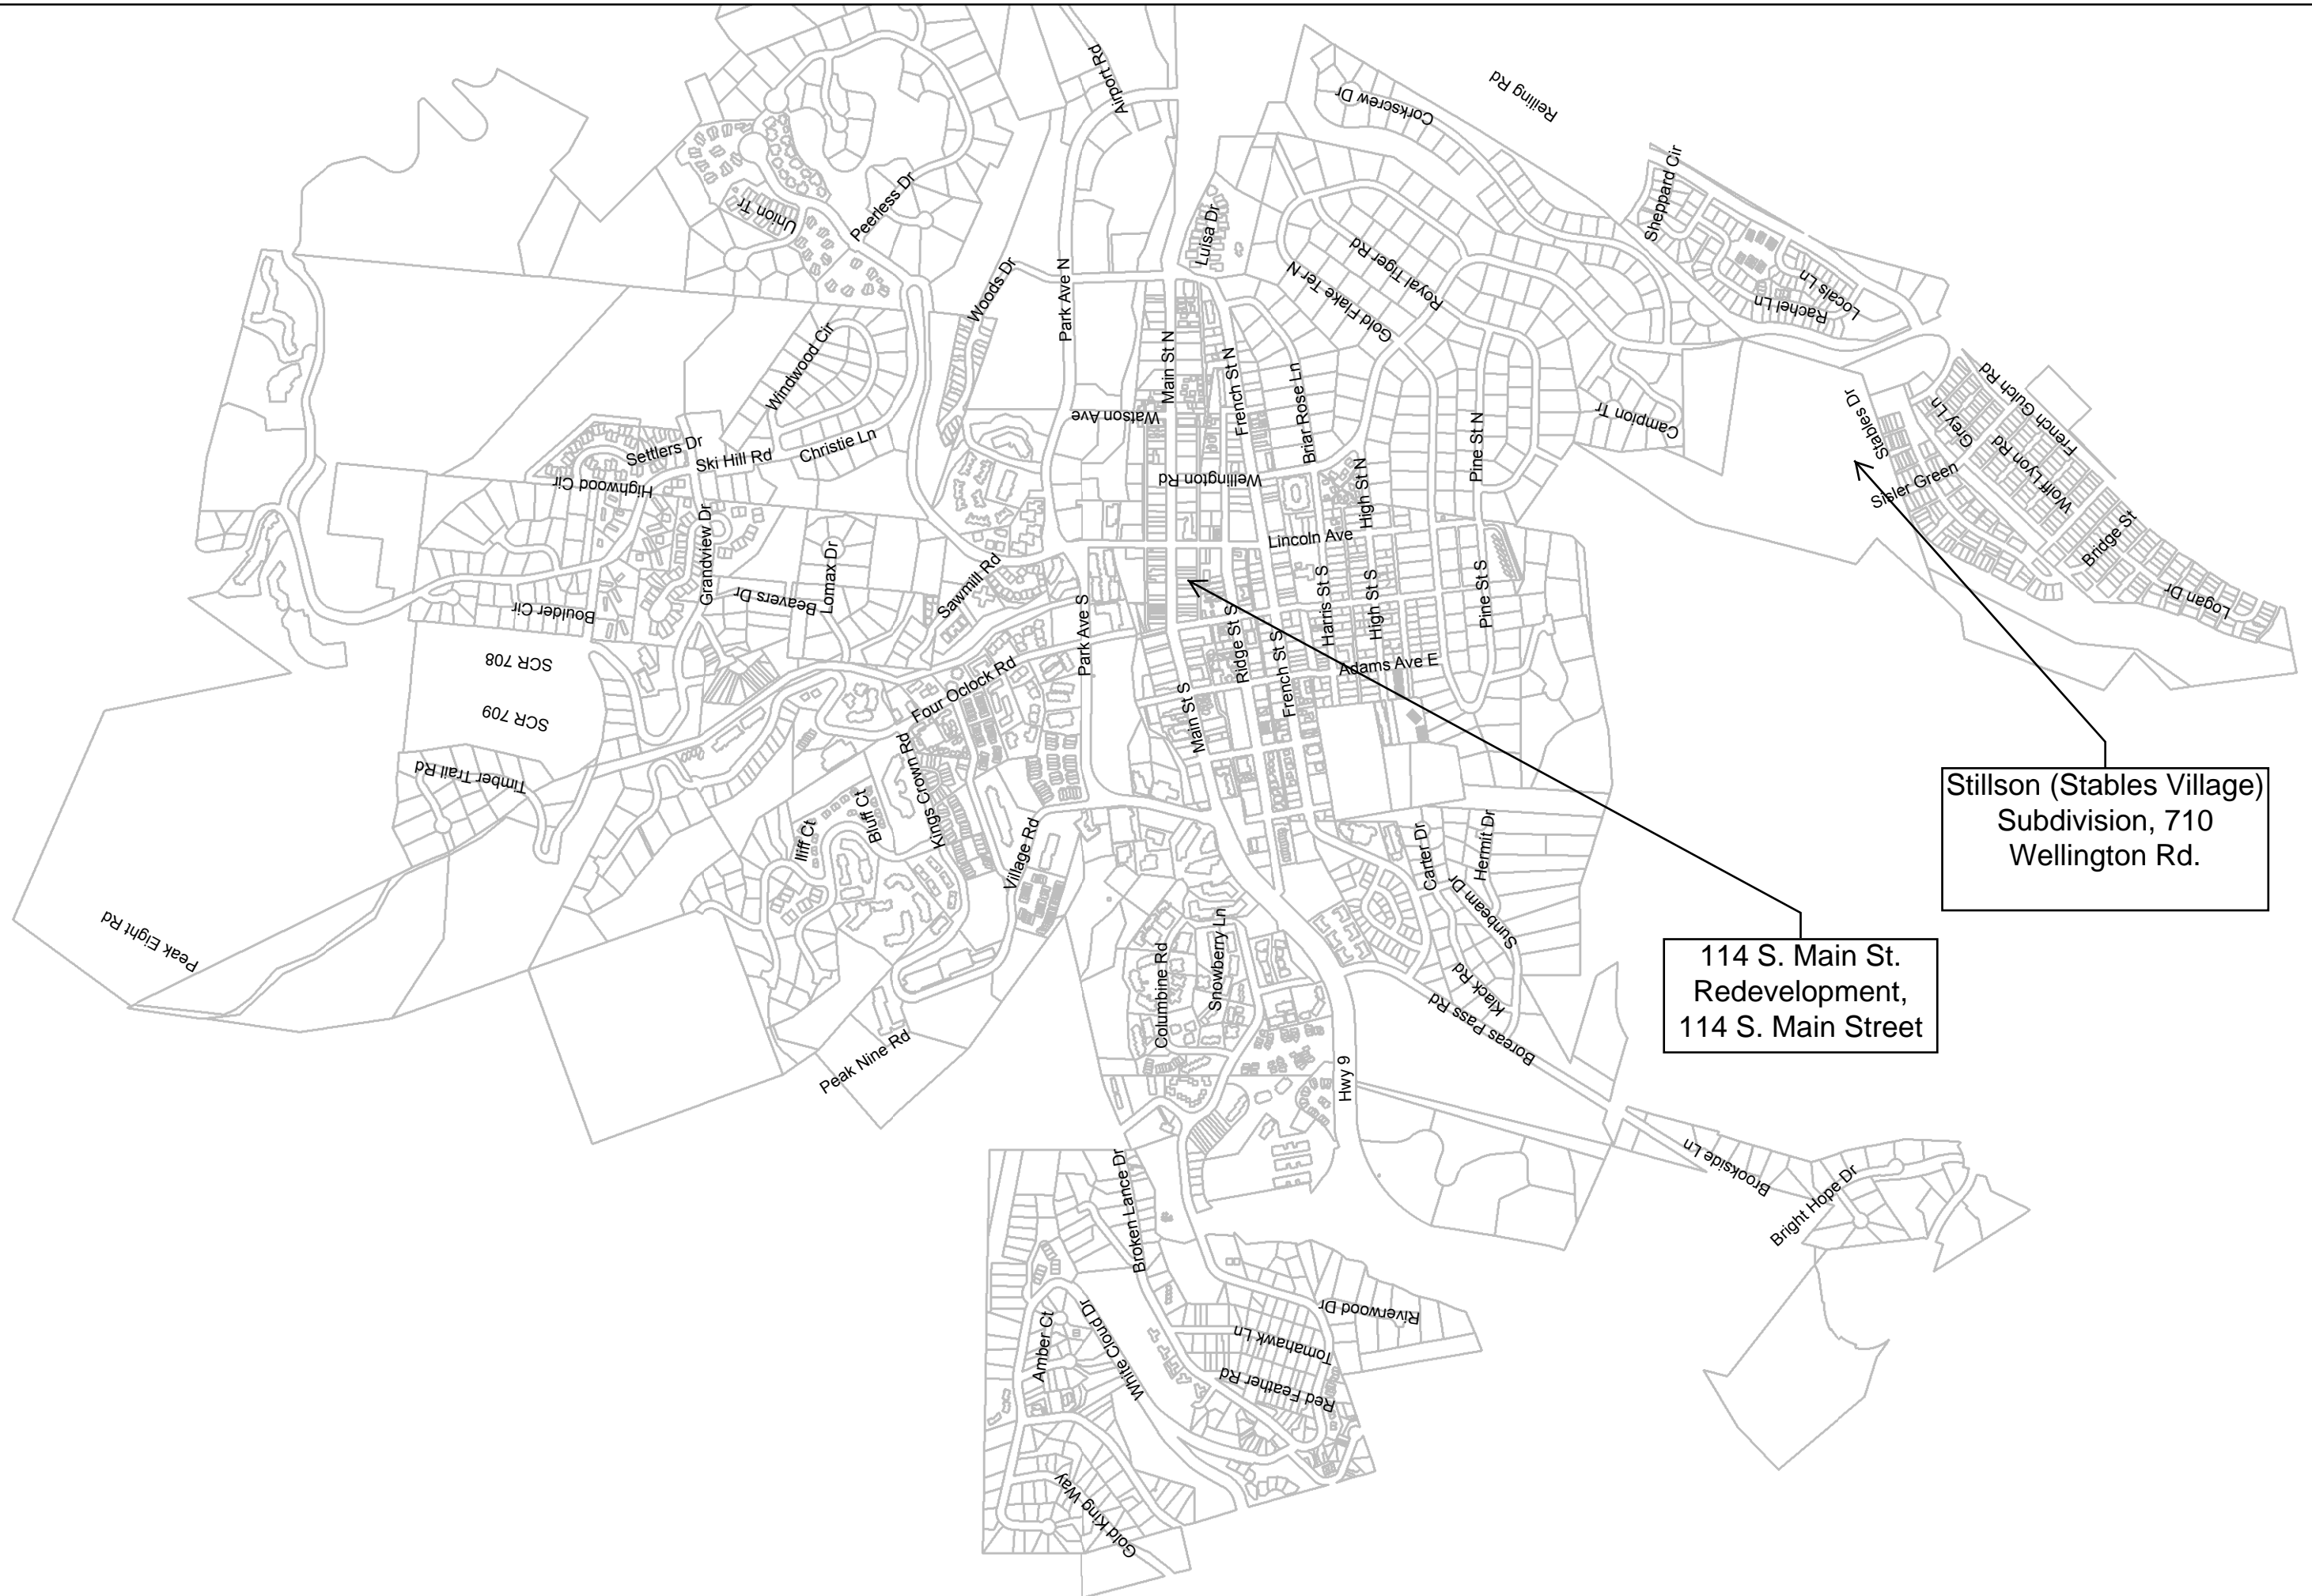 Airport Rd
Reiling Rd
Corkscrew Dr
Sheppard Cir
Peerless Dr
Union Tr
Luisa Dr
Royal Tiger Rd
Gold Flake Ter N
Locals Ln
Rachel Ln
Woods Dr
Park Ave N
Windwood Cir
Main St N
French St N
Briar Rose Ln
Watson Ave
Campion Tr
Stables Dr
Grey Ln
French Gulch Rd
Wolff Lyon Rd
Sisler Green
Bridge St
Logan Dr
Settlers Dr
Ski Hill Rd
Christie Ln
Highwood Cir
Wellington Rd
High St N
Pine St N
Lincoln Ave
Grandview Dr
Lomax Dr
Beavers Dr
Sawmill Rd
Boulder Cir
Park Ave S
Harris St S
High St S
Pine St S
Ridge St S
French St S
Adams Ave E
SCR 708
SCR 709
Four Oclock Rd
Main St S
Timber Trail Rd
Kings Crown Rd
Bluff Ct
Iliff Ct
Village Rd
Carter Dr
Hermit Dr
Sunbeam Dr
Stillson (Stables Village)
Subdivision, 710
Wellington Rd.
Peak Eight Rd
Columbine Rd
Snowberry Ln
Klack Rd
Boreas Pass Rd
114 S. Main St.
Redevelopment,
114 S. Main Street
Peak Nine Rd
Hwy 9
Brookside Ln
Bright Hope Dr
Broken Lance Dr
Riverwood Dr
Tomahawk Ln
Red Feather Rd
Amber Ct
White Cloud Dr
Gold King Way